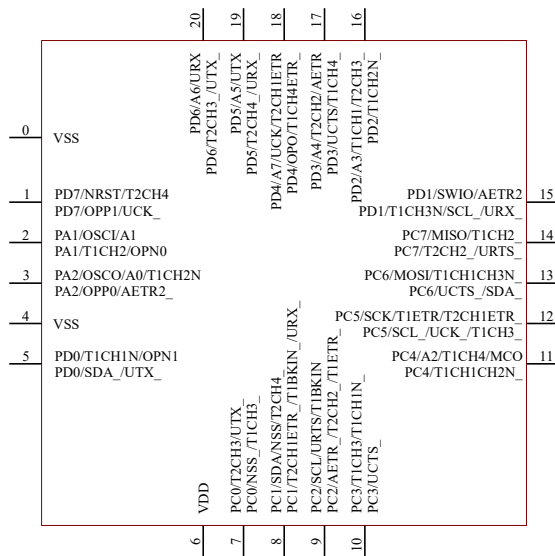 20
19
18
17
16
PD6/A6/URX
PD6/T2CH3_/UTX_
PD5/A5/UTX
PD5/T2CH4_/URX_
PD4/A7/UCK/T2CH1ETR
PD4/OPO/T1CH4ETR_
PD3/A4/T2CH2/AETR
PD3/UCTS/T1CH4_
PD2/A3/T1CH1/T2CH3_
PD2/T1CH2N_
0
VSS
1
PD7/NRST/T2CH4
PD7/OPP1/UCK_
2
PA1/OSCI/A1
PA1/T1CH2/OPN0
3
PA2/OSCO/A0/T1CH2N
PA2/OPP0/AETR2_
4
VSS
5
PD0/T1CH1N/OPN1
PD0/SDA_/UTX_
PD1/SWIO/AETR2
PD1/T1CH3N/SCL_/URX_
15
PC7/MISO/T1CH2_
PC7/T2CH2_/URTS_
14
PC6/MOSI/T1CH1CH3N_
PC6/UCTS_/SDA_
13
PC5/SCK/T1ETR/T2CH1ETR_
PC5/SCL_/UCK_/T1CH3_
12
PC4/A2/T1CH4/MCO
PC4/T1CH1CH2N_
11
VDD
PC0/T2CH3/UTX_
PC0/NSS_/T1CH3_
PC1/SDA/NSS/T2CH4_
PC1/T2CH1ETR_/T1BKIN_/URX_
PC2/SCL/URTS/T1BKIN
PC2/AETR_/T2CH2_/T1ETR_
PC3/T1CH3/T1CH1N_
PC3/UCTS_
6
7
8
9
10